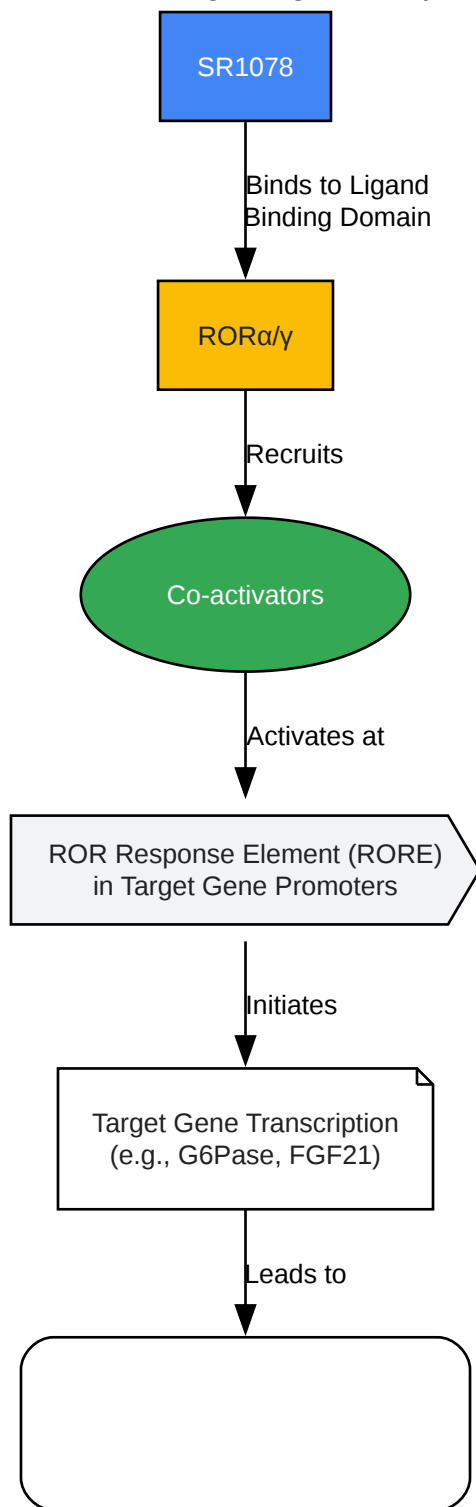 SR1078
Binds to Ligand
Binding Domain
RORα/γ
Recruits
Co-activators
Activates at
ROR Response Element (RORE)
in Target Gene Promoters
Initiates
Target Gene Transcription
(e.g., G6Pase, FGF21)
Leads to